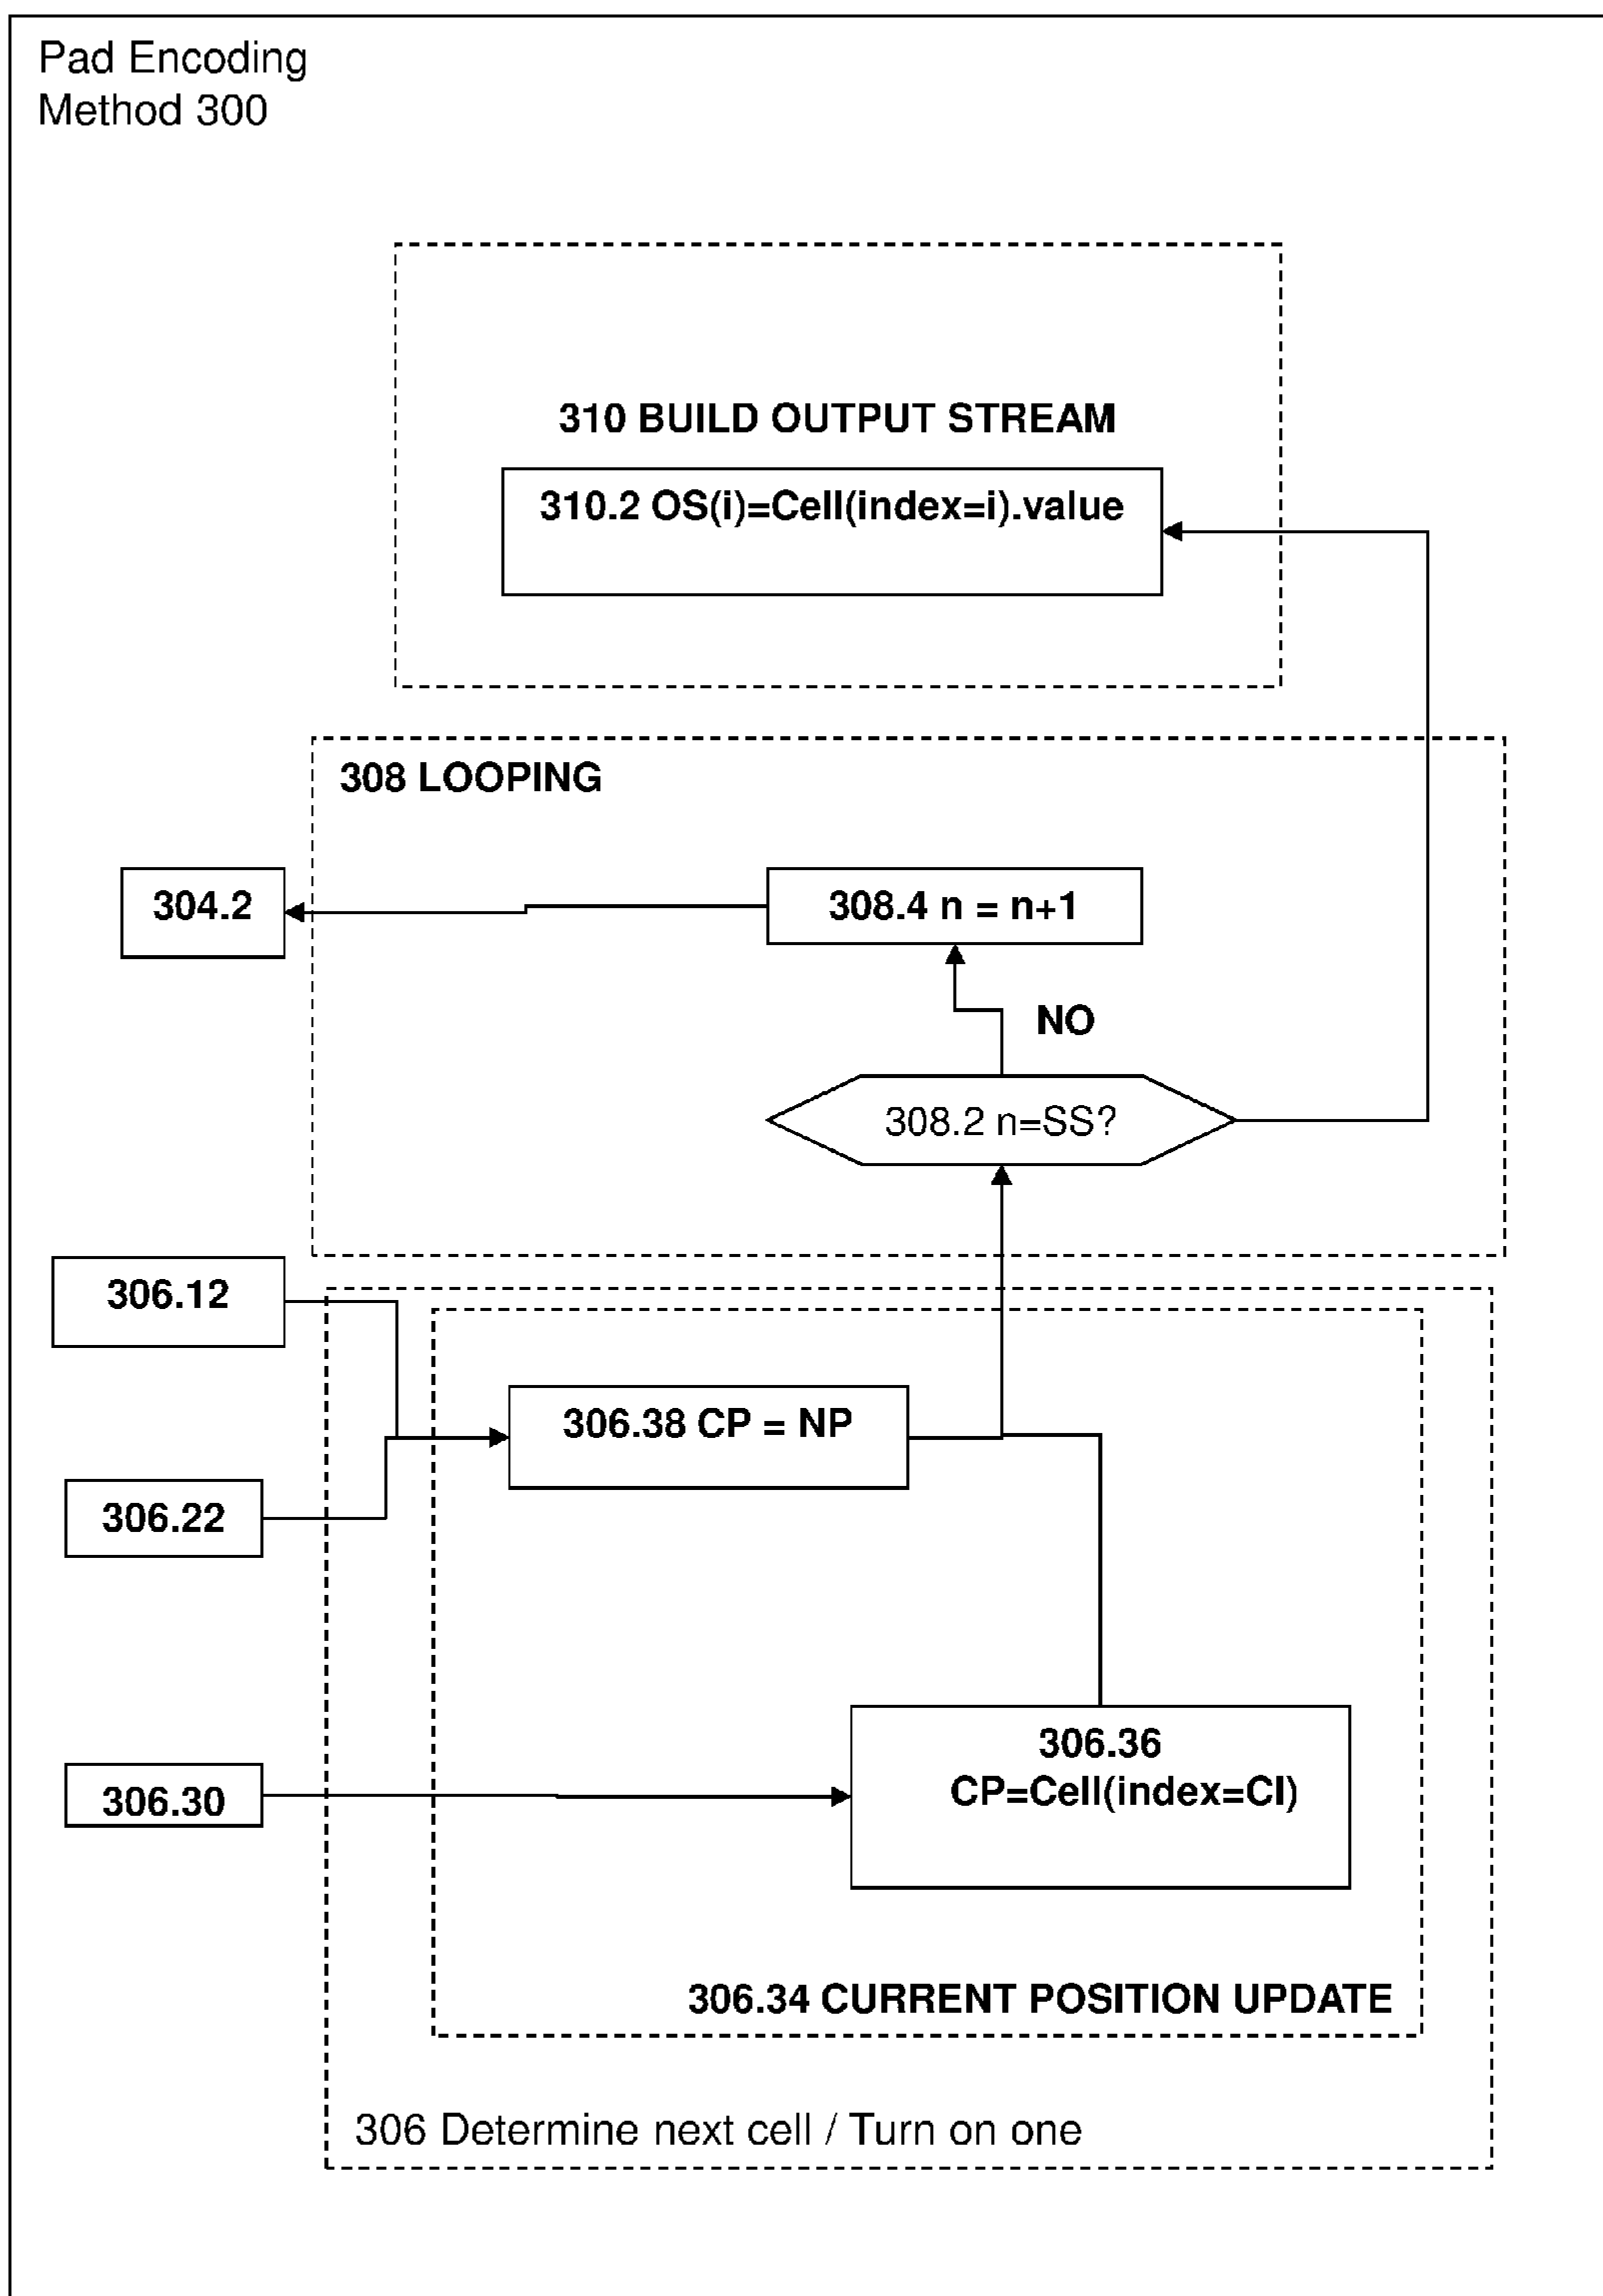 Pad Encoding
Method 300
310 BUILD OUTPUT STREAM
310.2 OS(i)=Cell(index=i).value
308 LOOPING
304.2
308.4 n = n+1
NO
308.2 n=SS?
306.12
306.38 CP = NP
306.22
306.36
CP=Cell(index=CI)
306.30
306.34 CURRENT POSITION UPDATE
306 Determine next cell / Turn on one